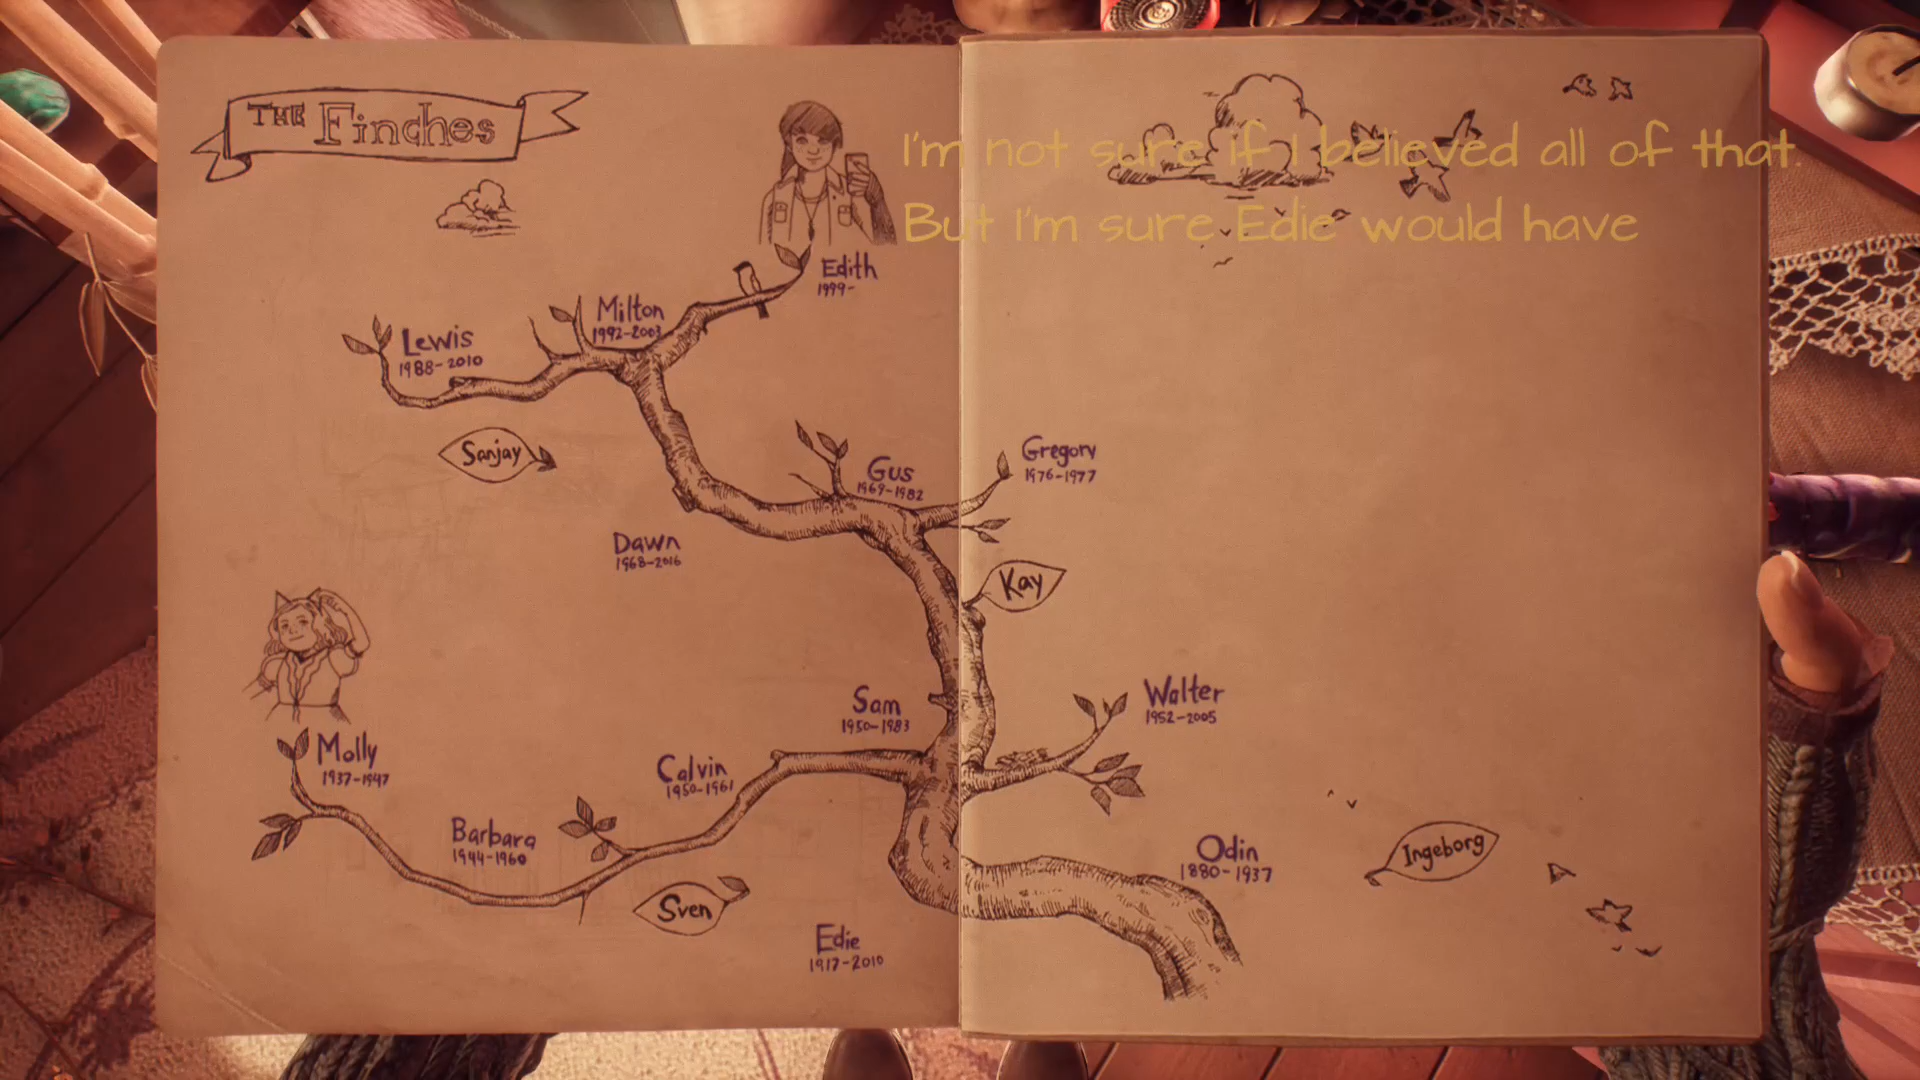 THE Finches
I'm not sure if I believed all of that.
But I'm sure Edie would have
Edith
1999-
Milton
1992-2003
Lewis
1988-2010
Sanjay
Gus
1969-1982
Gregory
1976-1977
Dawn
1968-2016
Kay
Sam
1950-1983
Walter
1952-2005
Molly
1937-1947
Calvin
1950-1961
Barbara
1944-1960
Sven
Odin
1880-1937
Ingeborg
Edie
1917-2010